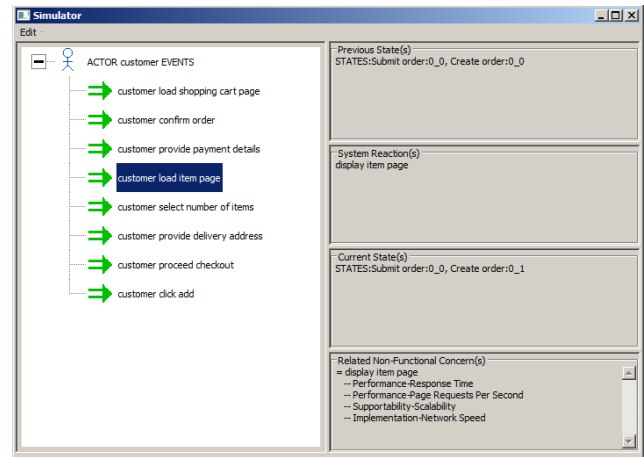 Simulator
Edit
ACTOR customer EVENTS
customer load shopping cart page
customer confirm order
customer provide payment details
customer load item page
customer select number of items
customer provide delivery address
customer proceed checkout
customer click add
Previous State(s)
STATES:Submit order:0_0, Create order:0_0
System Reaction(s)
display item page
Current State(s)
STATES:Submit order:0_0, Create order:0_1
Related Non-Functional Concern(s)
= display item page
-- Performance-Response Time
-- Performance-Page Requests Per Second
-- Supportability-Scalability
-- Implementation-Network Speed